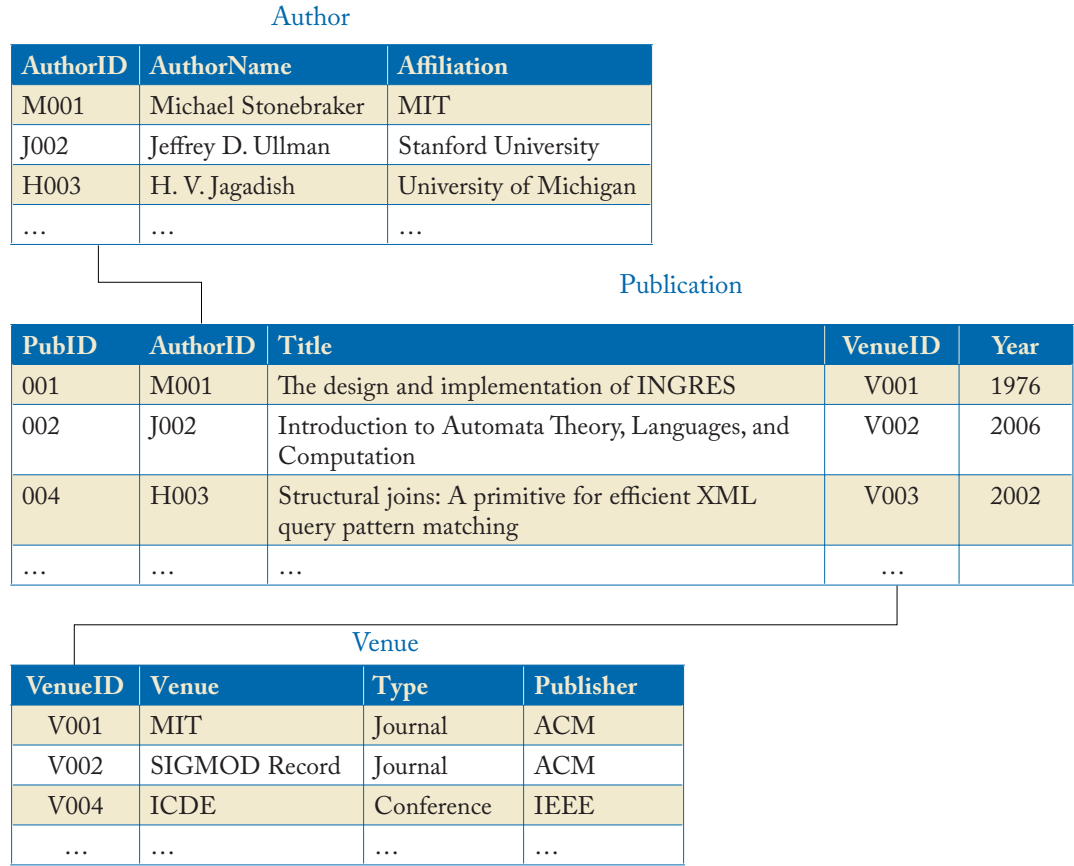 Author
AuthorID AuthorName Affiliation
M001 Michael Stonebraker MIT
J002 Jeffrey D. Ullman Stanford University
H003 H. V. Jagadish University of Michigan
… … …
Publication
PubID AuthorID Title VenueID Year
001 M001 The design and implementation of INGRES V001 1976
002 J002 Introduction to Automata Theory, Languages, and V002 2006
Computation
004 H003 Structural joins: A primitive for efficient XML V003 2002
query pattern matching
… … … …
Venue
VenueID Venue Type Publisher
V001 MIT Journal ACM
V002 SIGMOD Record Journal ACM
V004 ICDE Conference IEEE
… … … …